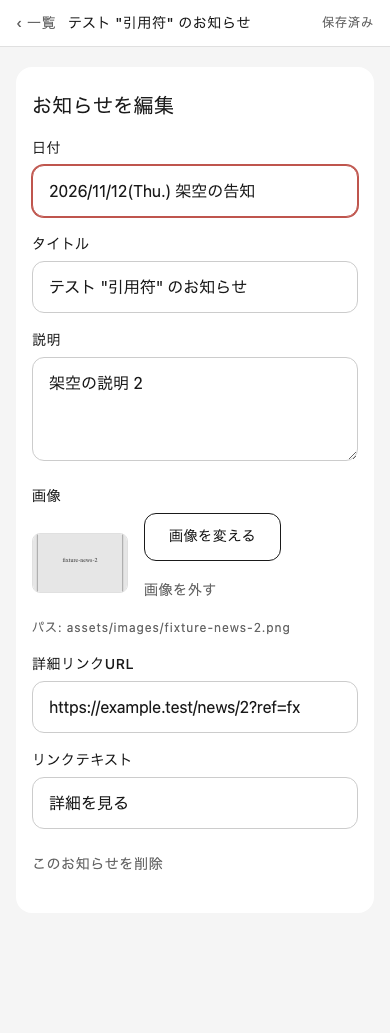 ‹ 一覧 テスト "引用符" のお知らせ 保存済み
お知らせを編集
日付
2026/11/12(Thu.) 架空の告知
タイトル
テスト "引用符" のお知らせ
説明
架空の説明 2
画像
fixture-news-2
画像を変える
画像を外す
パス: assets/images/fixture-news-2.png
詳細リンクURL
https://example.test/news/2?ref=fx
リンクテキスト
詳細を見る
このお知らせを削除